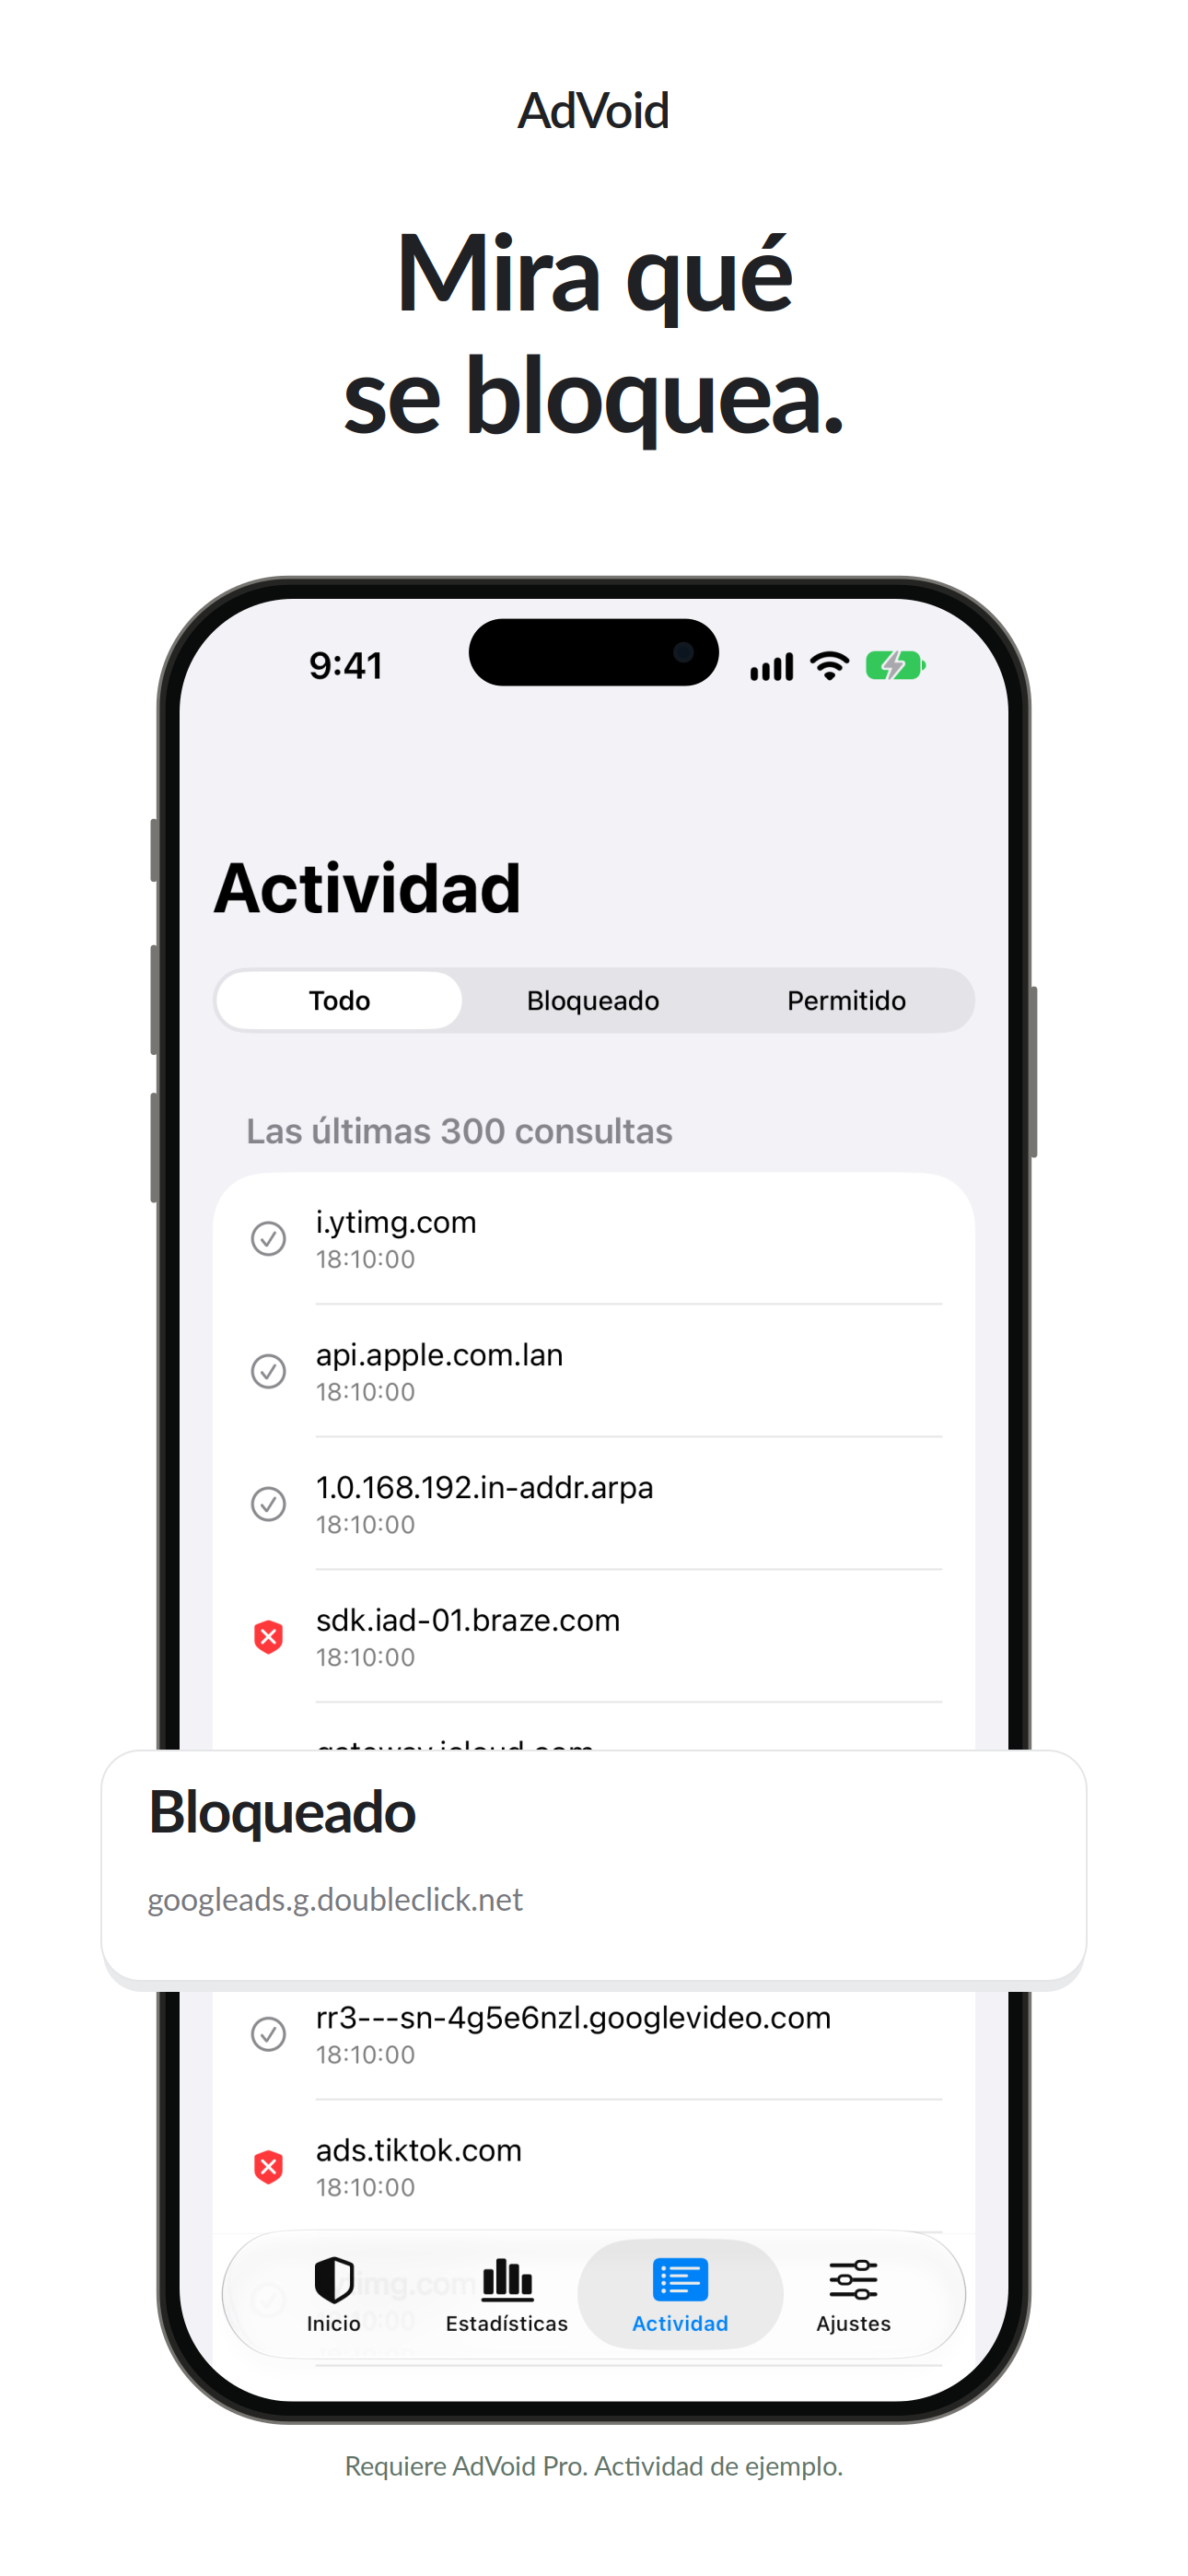 AdVoid
Mira qué
se bloquea.
9:41
Actividad
Todo Bloqueado Permitido
Las últimas 300 consultas
i.ytimg.com
18:10:00
api.apple.com.lan
18:10:00
1.0.168.192.in-addr.arpa
18:10:00
sdk.iad-01.braze.com
18:10:00
gateway.icloud.com
Bloqueado
googleads.g.doubleclick.net
rr3---sn-4g5e6nzl.googlevideo.com
18:10:00
ads.tiktok.com
18:10:00
Inicio Estadísticas Actividad Ajustes
Requiere AdVoid Pro. Actividad de ejemplo.